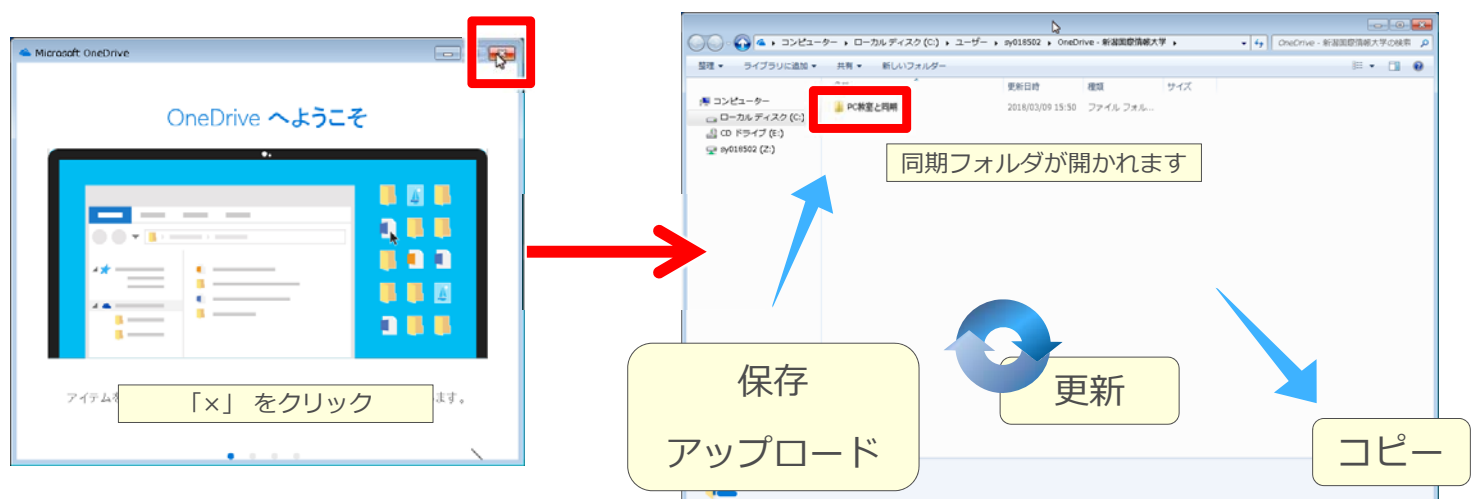 Microsoft OneDrive
OneDrive へようこそ
アイテムを
「×」 をクリック
ます。
コンピューター ▸ ローカル ディスク (C:) ▸ ユーザー ▸ sy018502 ▸ OneDrive - 新潟国際情報大学 ▸
OneDrive - 新潟国際情報大学の検索
整理 ▼ ライブラリに追加 ▼ 共有 ▼ 新しいフォルダー
更新日時 種類 サイズ
コンピューター
ローカル ディスク (C:)
CD ドライブ (E:)
sy018502 (Z:)
PC教室と同期
2018/03/09 15:50 ファイル フォル...
同期フォルダが開かれます
保存
アップロード
更新
コピー